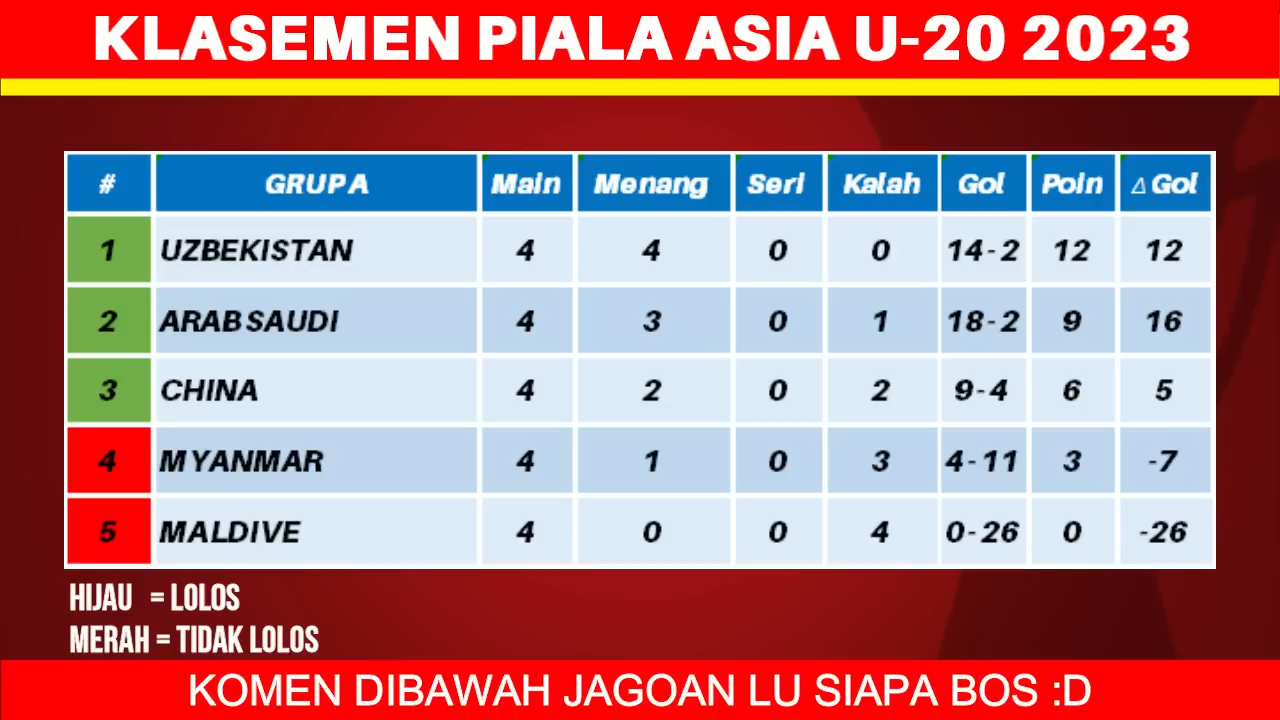 KLASEMEN PIALA ASIA U-20 2023
# GRUP A Main Menang Seri Kalah Gol Poin △ Gol
1 UZBEKISTAN 4 4 0 0 14-2 12 12
2 ARAB SAUDI 4 3 0 1 18-2 9 16
3 CHINA 4 2 0 2 9-4 6 5
4 MYANMAR 4 1 0 3 4-11 3 -7
5 MALDIVE 4 0 0 4 0-26 0 -26
HIJAU = LOLOS
MERAH = TIDAK LOLOS
KOMEN DIBAWAH JAGOAN LU SIAPA BOS :D